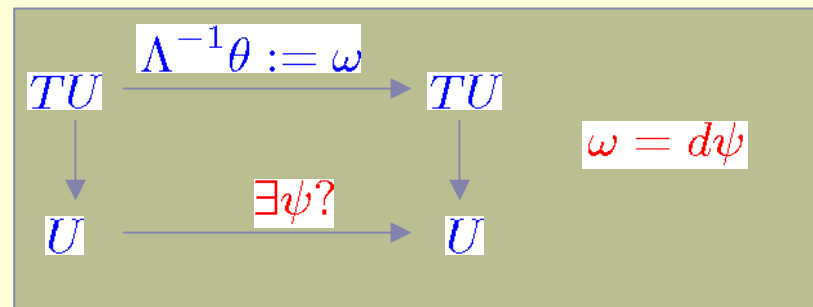 Λ⁻¹θ := ω
TU TU
ω = dψ
∃ψ?
U U